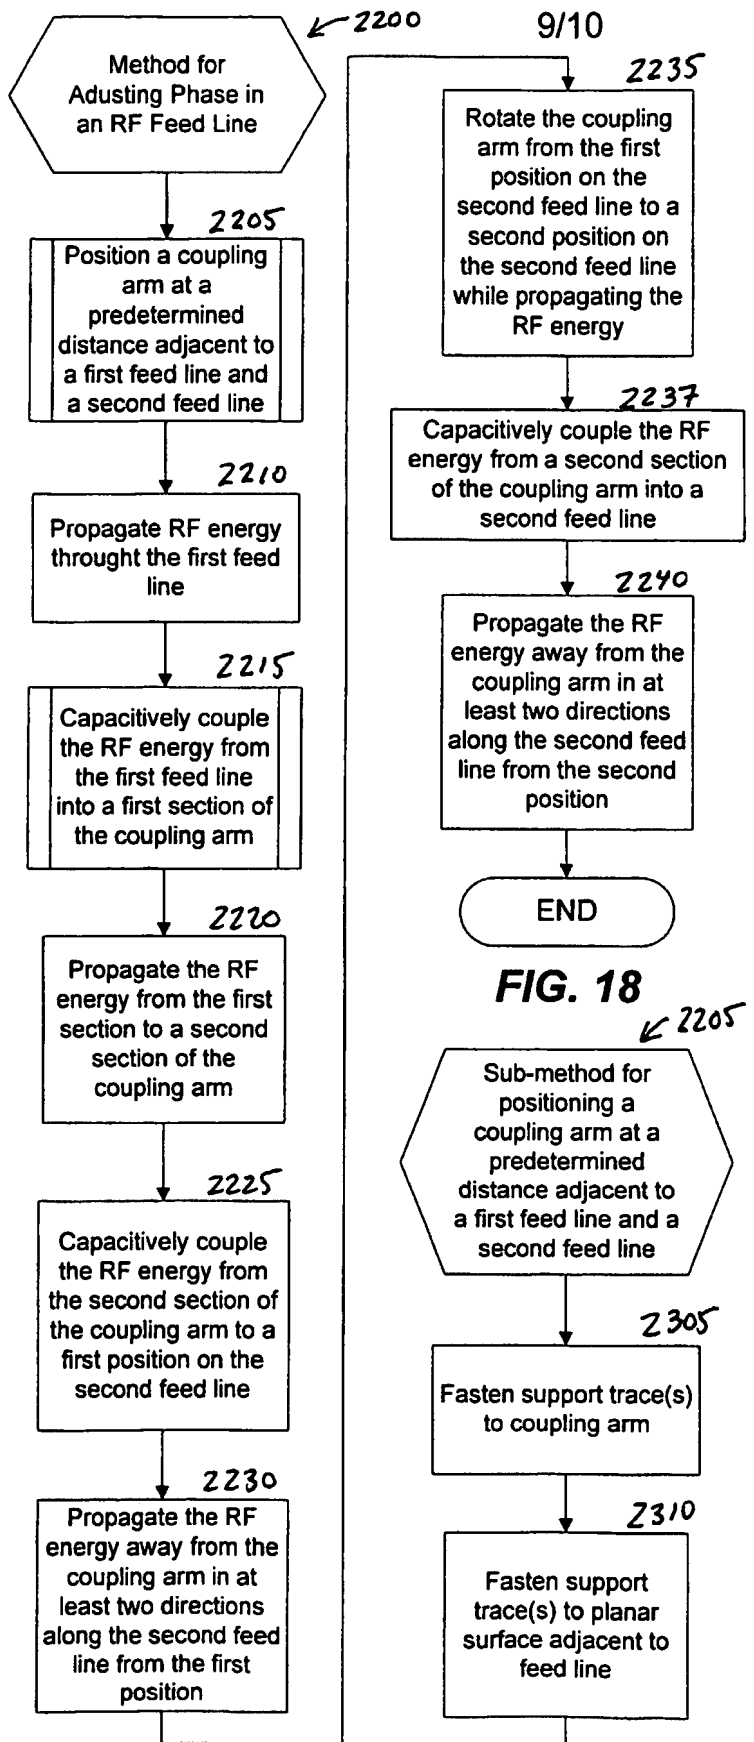 2200
Method for
Adusting Phase in
an RF Feed Line
2205
Position a coupling
arm at a
predetermined
distance adjacent to
a first feed line and
a second feed line
2210
Propagate RF energy
throught the first feed
line
2215
Capacitively couple
the RF energy from
the first feed line
into a first section of
the coupling arm
2220
Propagate the RF
energy from the first
section to a second
section of the
coupling arm
2225
Capacitively couple
the RF energy from
the second section of
the coupling arm to a
first position on the
second feed line
2230
Propagate the RF
energy away from the
coupling arm in at
least two directions
along the second feed
line from the first
position
9/10
2235
Rotate the coupling
arm from the first
position on the
second feed line to a
second position on
the second feed line
while propagating the
RF energy
2237
Capacitively couple the RF
energy from a second section
of the coupling arm into a
second feed line
2240
Propagate the RF
energy away from the
coupling arm in at
least two directions
along the second feed
line from the second
position
END
FIG. 18
2205
Sub-method for
positioning a
coupling arm at a
predetermined
distance adjacent to
a first feed line and a
second feed line
2305
Fasten support trace(s)
to coupling arm
2310
Fasten support
trace(s) to planar
surface adjacent to
feed line